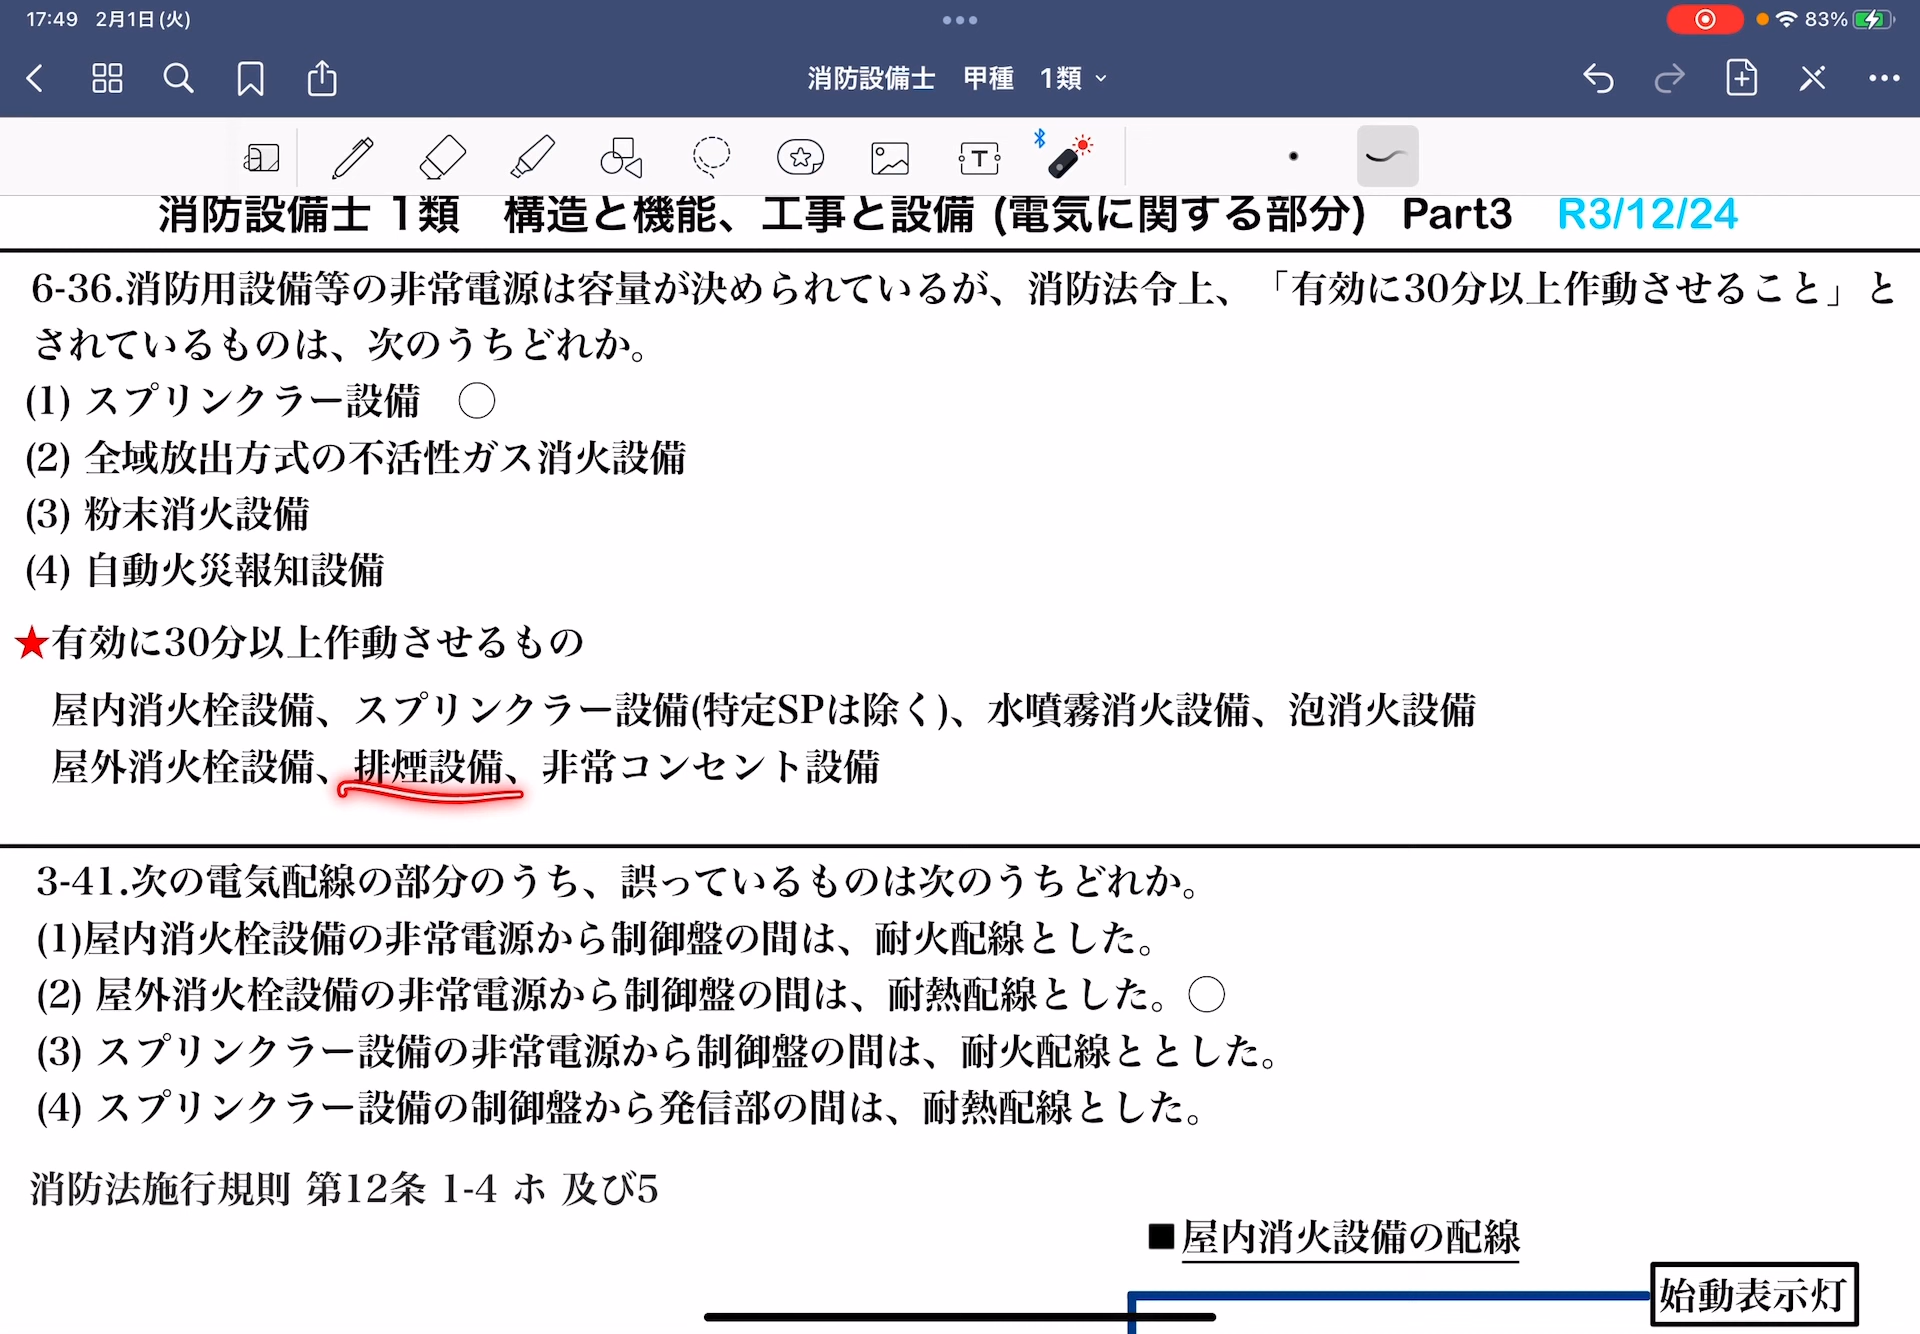 17:49 2月1日(火)
83%
消防設備士 甲種 1類
T
消防設備士 1類 構造と機能、工事と設備 (電気に関する部分) Part3 R3/12/24
6-36.消防用設備等の非常電源は容量が決められているが、消防法令上、「有効に30分以上作動させること」と
されているものは、次のうちどれか。
(1) スプリンクラー設備 ○
(2) 全域放出方式の不活性ガス消火設備
(3) 粉末消火設備
(4) 自動火災報知設備
★有効に30分以上作動させるもの
屋内消火栓設備、スプリンクラー設備(特定SPは除く)、水噴霧消火設備、泡消火設備
屋外消火栓設備、排煙設備、非常コンセント設備
3-41.次の電気配線の部分のうち、誤っているものは次のうちどれか。
(1)屋内消火栓設備の非常電源から制御盤の間は、耐火配線とした。
(2) 屋外消火栓設備の非常電源から制御盤の間は、耐熱配線とした。○
(3) スプリンクラー設備の非常電源から制御盤の間は、耐火配線ととした。
(4) スプリンクラー設備の制御盤から発信部の間は、耐熱配線とした。
消防法施行規則 第12条 1-4 ホ 及び5
■屋内消火設備の配線
始動表示灯